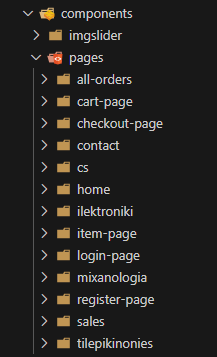 components
imgslider
pages
all-orders
cart-page
checkout-page
contact
cs
home
ilektroniki
item-page
login-page
mixanologia
register-page
sales
tilepikinonies